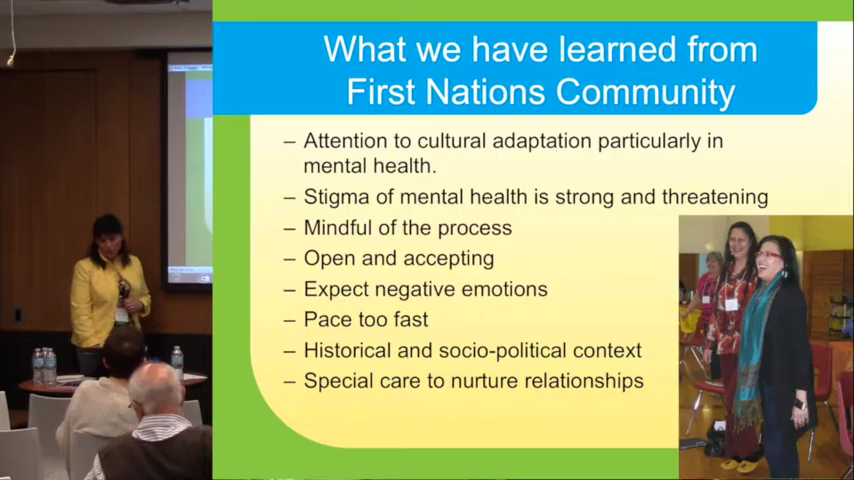 What we have learned from
First Nations Community
– Attention to cultural adaptation particularly in
mental health.
– Stigma of mental health is strong and threatening
– Mindful of the process
– Open and accepting
– Expect negative emotions
– Pace too fast
– Historical and socio-political context
– Special care to nurture relationships